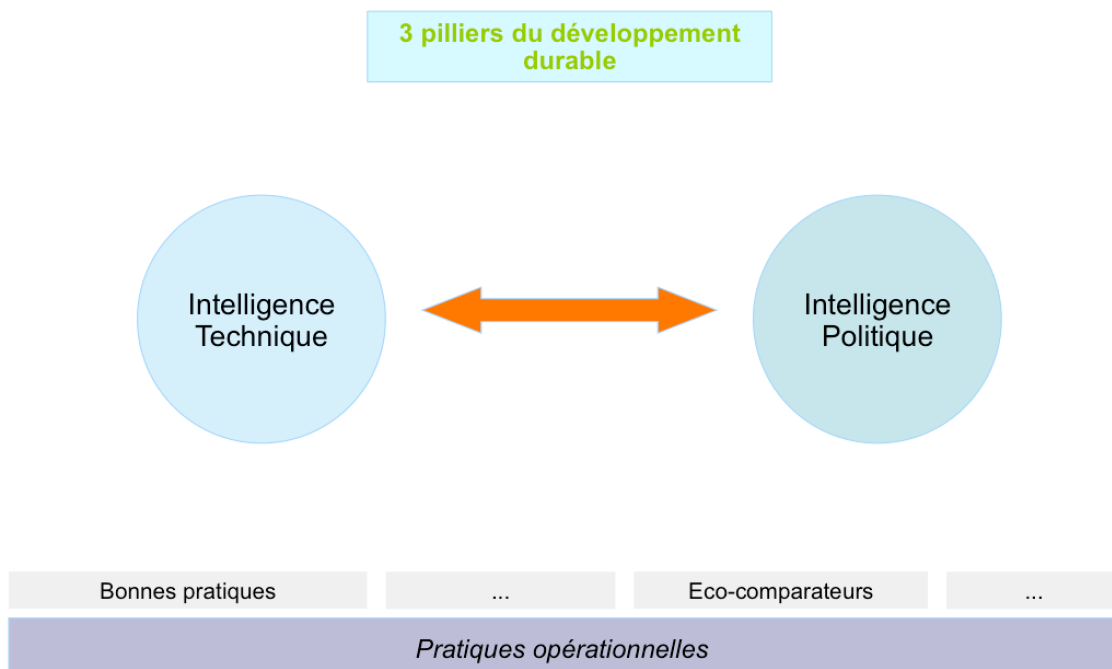 3 pilliers du développement
durable
Intelligence
Technique
Intelligence
Politique
Bonnes pratiques
...
Eco-comparateurs
...
Pratiques opérationnelles